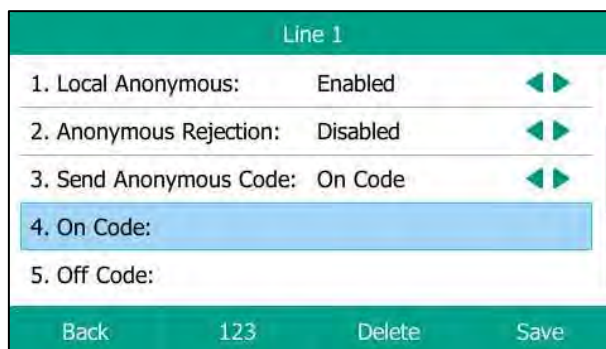 Line 1
1. Local Anonymous: Enabled
2. Anonymous Rejection: Disabled
3. Send Anonymous Code: On Code
4. On Code:
5. Off Code:
Back 123 Delete Save